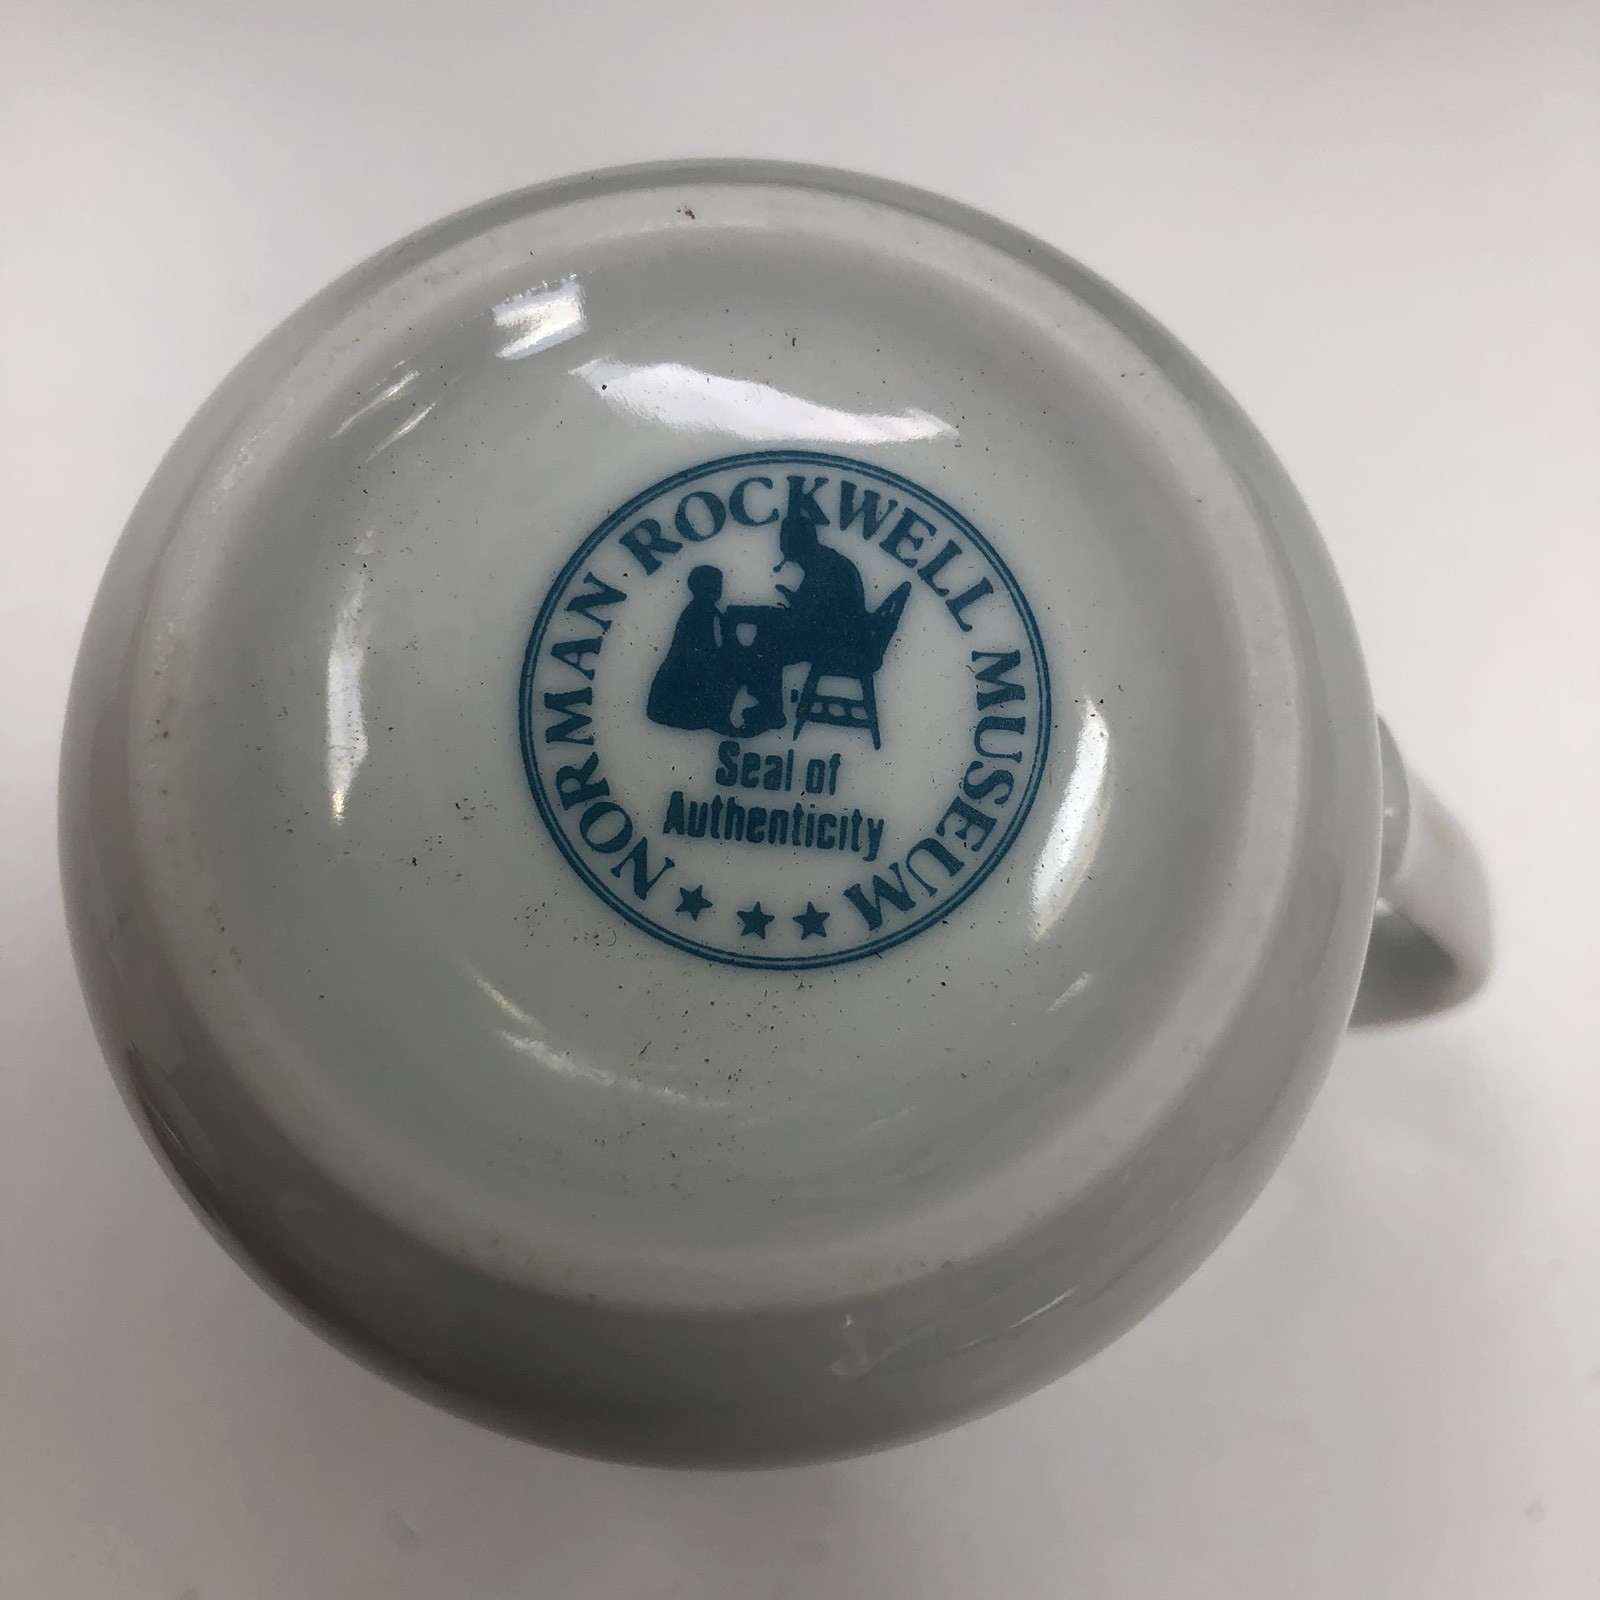 NORMAN ROCKWELL MUSEUM
Seal of
Authenticity